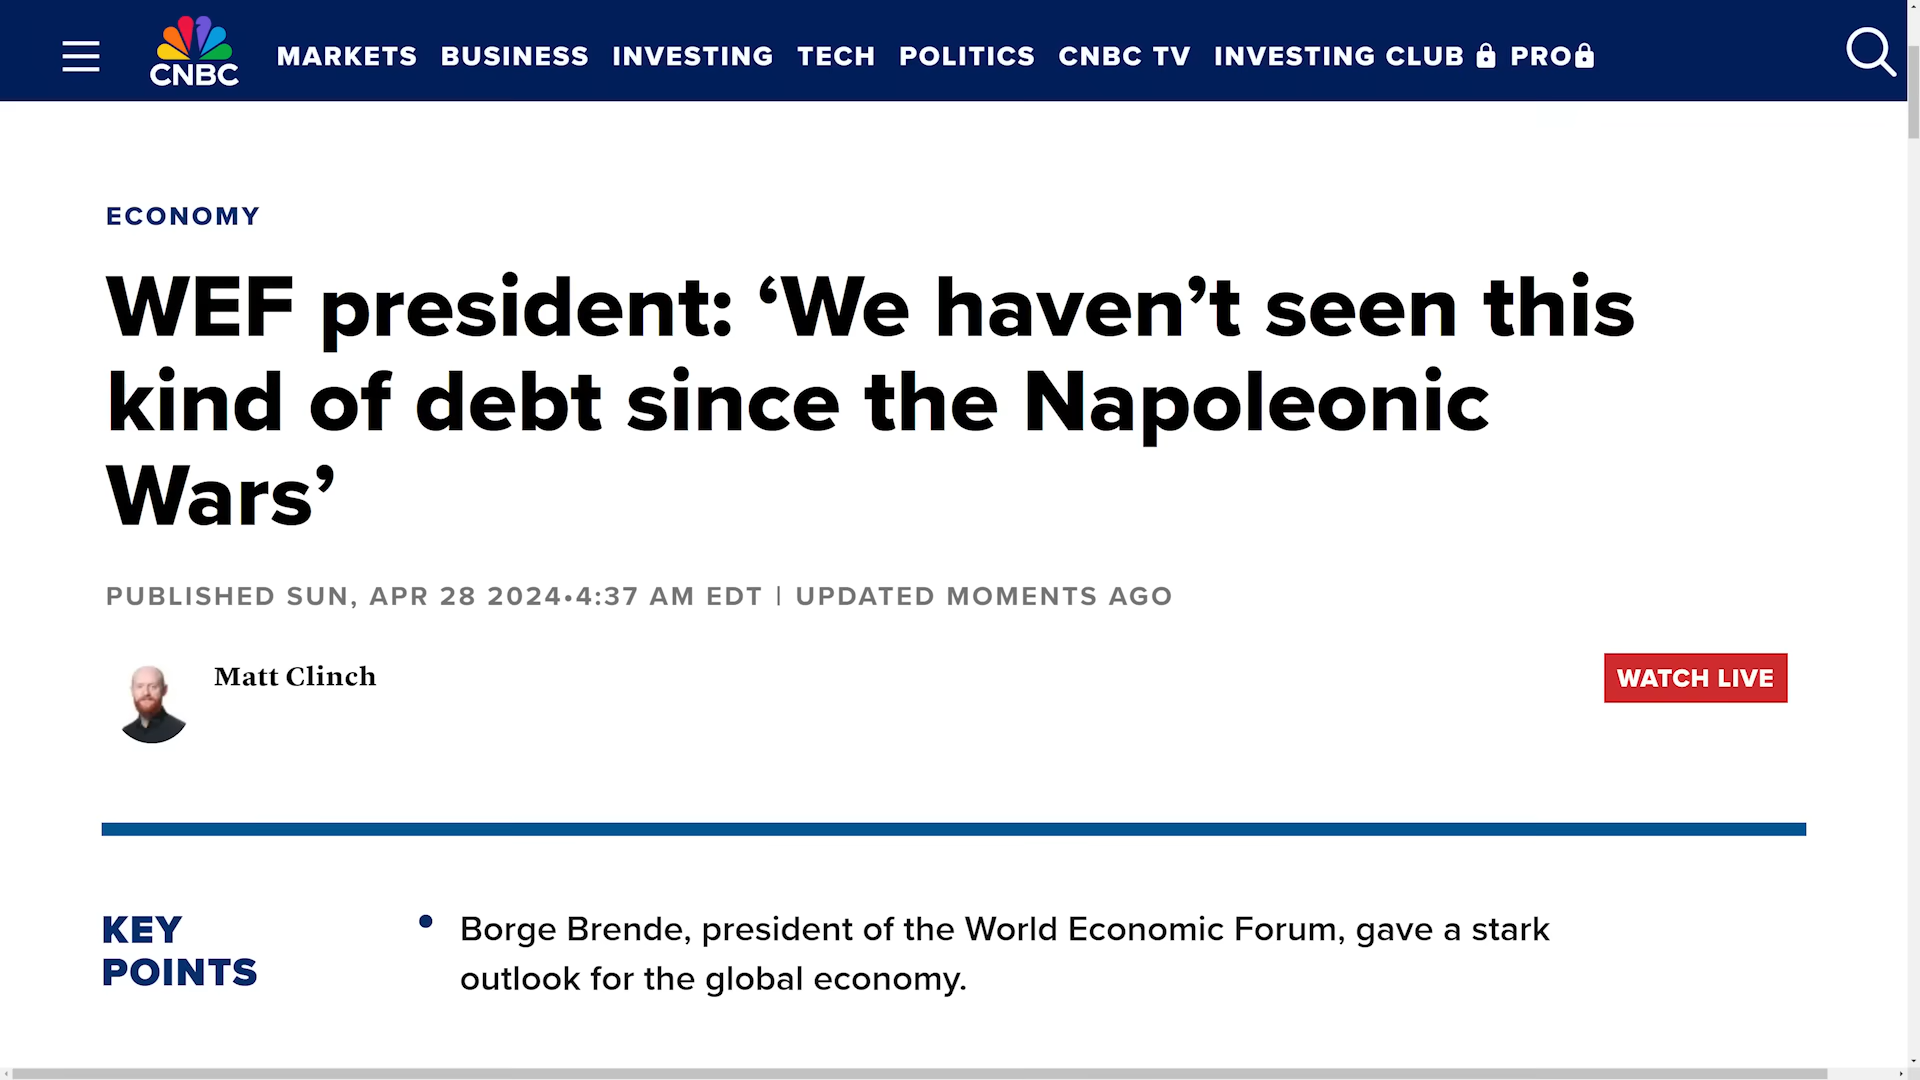 CNBC
MARKETS BUSINESS INVESTING TECH POLITICS CNBC TV INVESTING CLUB PRO
ECONOMY
WEF president: ‘We haven’t seen this
kind of debt since the Napoleonic
Wars’
PUBLISHED SUN, APR 28 2024•4:37 AM EDT | UPDATED MOMENTS AGO
Matt Clinch
WATCH LIVE
KEY
POINTS
• Borge Brende, president of the World Economic Forum, gave a stark
outlook for the global economy.